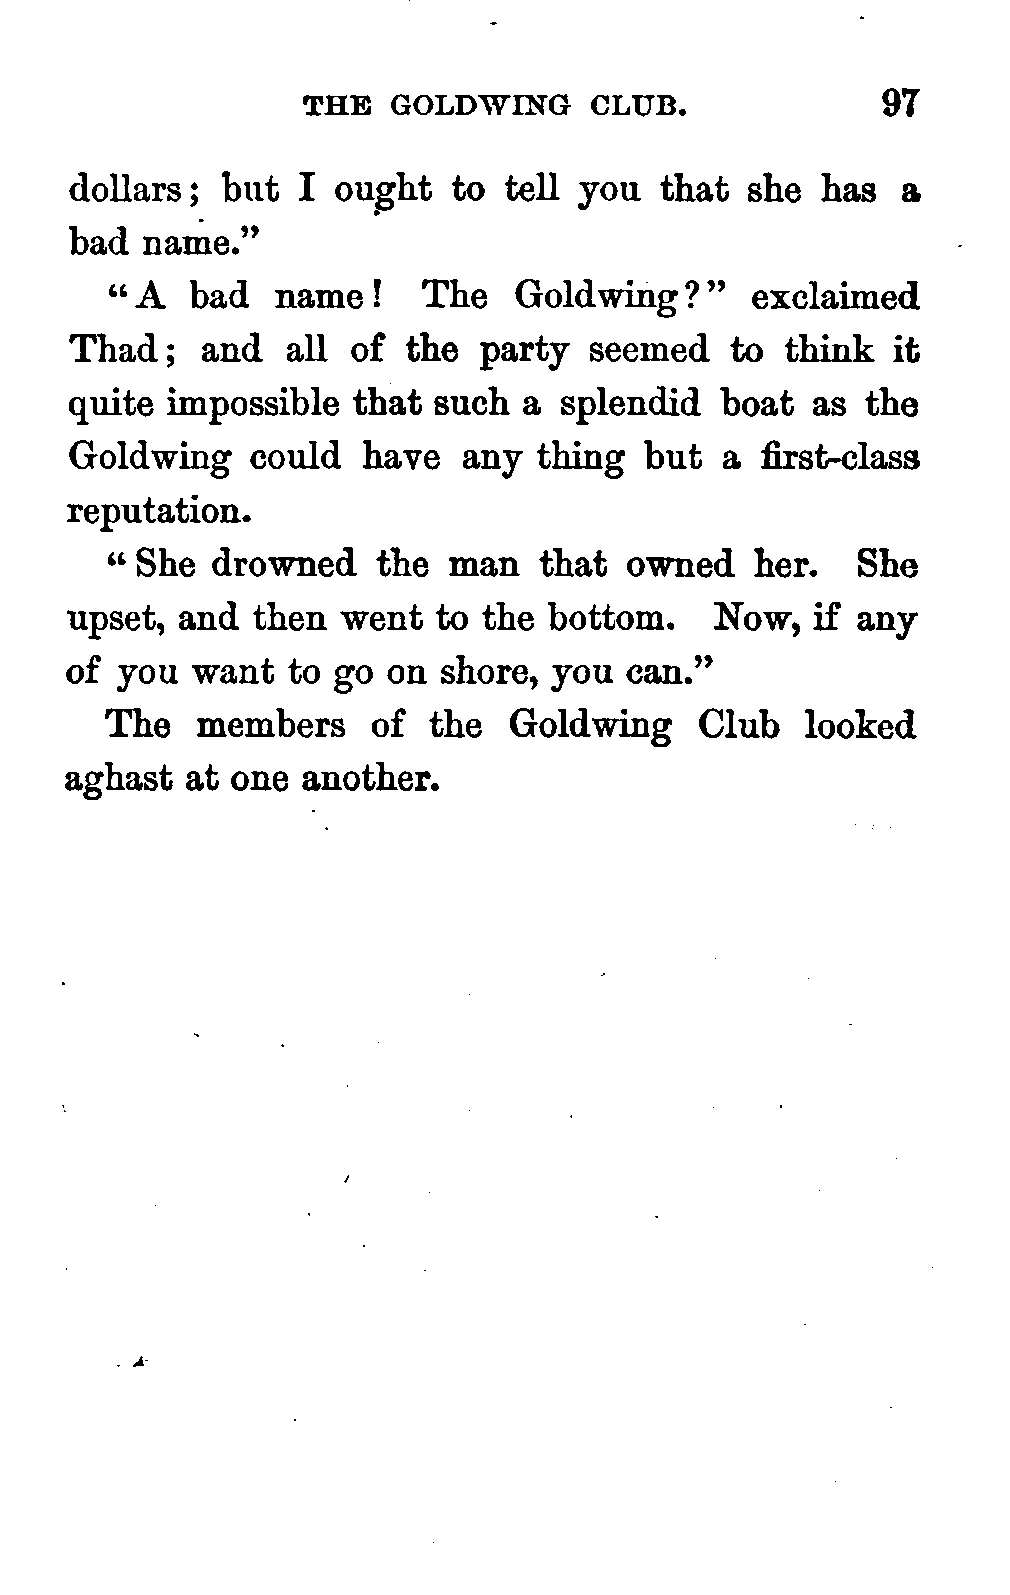 THE GOLDWING CLUB. 97
dollars; but I ought to tell you that she has a
bad name."
"A bad name! The Goldwing?" exclaimed
Thad; and all of the party seemed to think it
quite impossible that such a splendid boat as the
Goldwing could have any thing but a first-class
reputation.
"She drowned the man that owned her. She
upset, and then went to the bottom. Now, if any
of you want to go on shore, you can."
The members of the Goldwing Club looked
aghast at one another.